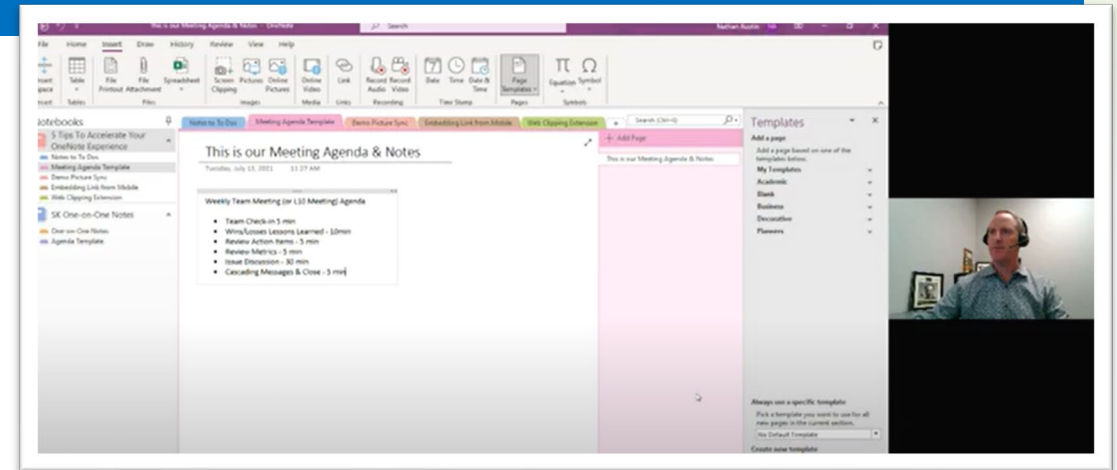 this is our Meeting Agenda & Notes - OneNote
Search
Nathan Austin
File Home Insert Draw History Review View Help
Table
File Printout
File Attachment
Spreadsheet
Screen Clipping
Pictures
Online Pictures
Online Video
Link
Record Audio
Record Video
Date
Time
Date & Time
Page Templates
Equation
Symbol
Tables Files Images Media Links Recording Time Stamp Pages Symbols
Notebooks
5 Tips To Accelerate Your
OneNote Experience
Notes to To Dos
Meeting Agenda Template
Demo Picture Sync
Embedding Link from Mobile
Web Clipping Extension
SK One-on-One Notes
One-on-One Notes
Agenda Template
Notes to To Dos Meeting Agenda Template Demo Picture Sync Embedding Link from Mobile Web Clipping Extension + Search (Ctrl+E)
This is our Meeting Agenda & Notes
Tuesday, July 13, 2021 11:27 AM
Weekly Team Meeting (or L10 Meeting) Agenda
• Team Check-in 5 min
• Wins/Losses Lessons Learned - 10min
• Review Action Items - 5 min
• Review Metrics - 5 min
• Issue Discussion - 30 min
• Cascading Messages & Close - 5 min
+ Add Page
This is our Meeting Agenda & Notes
Templates
Add a page
Add a page based on one of the
templates below.
My Templates
Academic
Blank
Business
Decorative
Planners
Always use a specific template
Pick a template you want to use for all
new pages in the current section.
No Default Template
Create new template